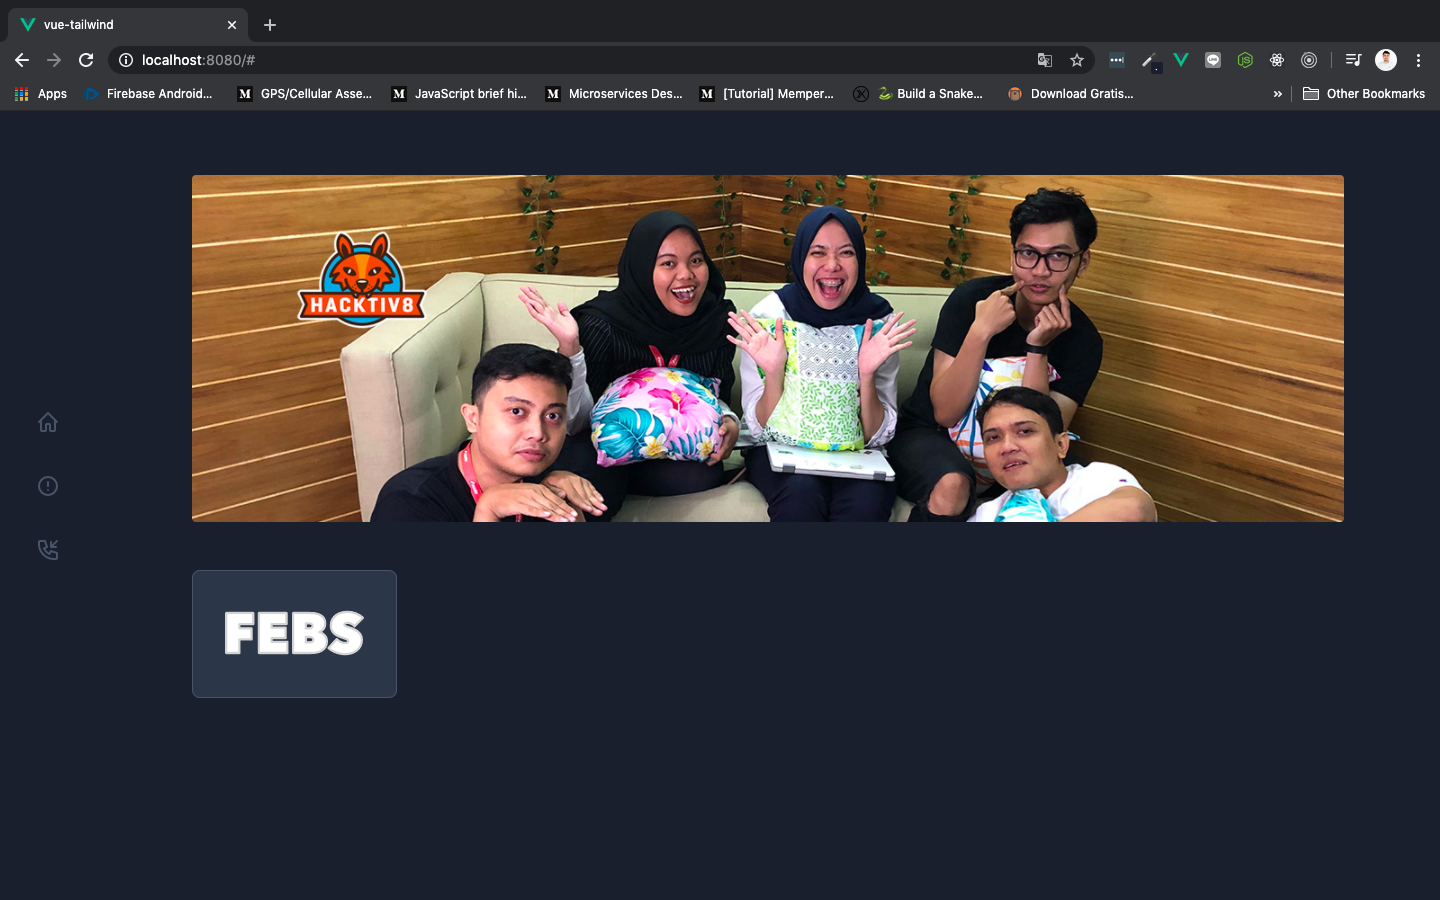 vue-tailwind
localhost:8080/#
Apps
Firebase Android...
GPS/Cellular Asse...
JavaScript brief hi...
Microservices Des...
[Tutorial] Memper...
Build a Snake...
Download Gratis...
Other Bookmarks
HACKTIV8
FEBS